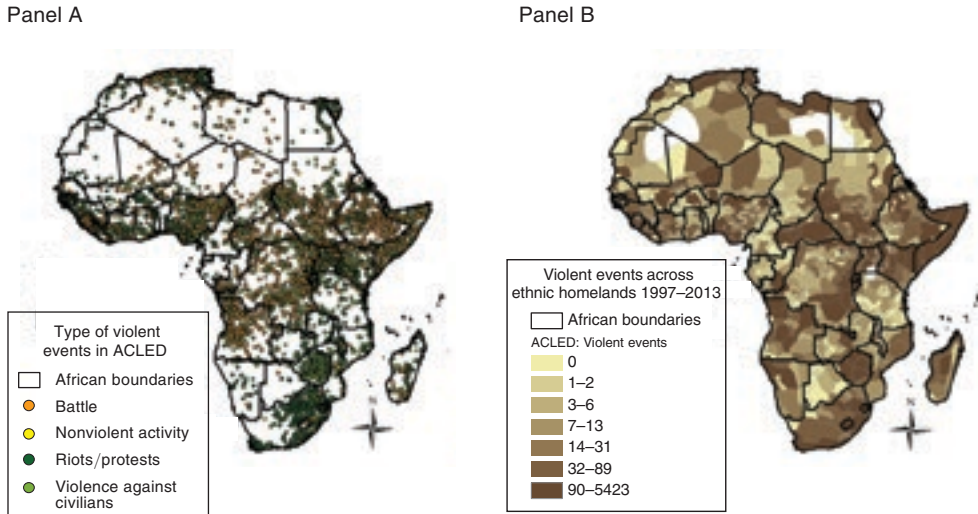 Panel A
Type of violent
events in ACLED
African boundaries
Battle
Nonviolent activity
Riots/protests
Violence against
civilians
N
Panel B
Violent events across
ethnic homelands 1997–2013
African boundaries
ACLED: Violent events
0
1–2
3–6
7–13
14–31
32–89
90–5423
N